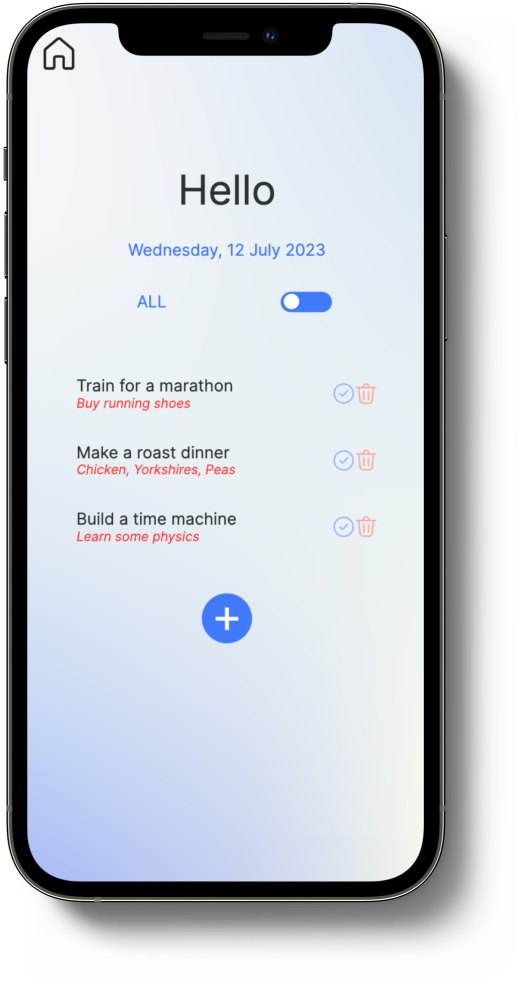 Hello
Wednesday, 12 July 2023
ALL
Train for a marathon
Buy running shoes
Make a roast dinner
Chicken, Yorkshires, Peas
Build a time machine
Learn some physics